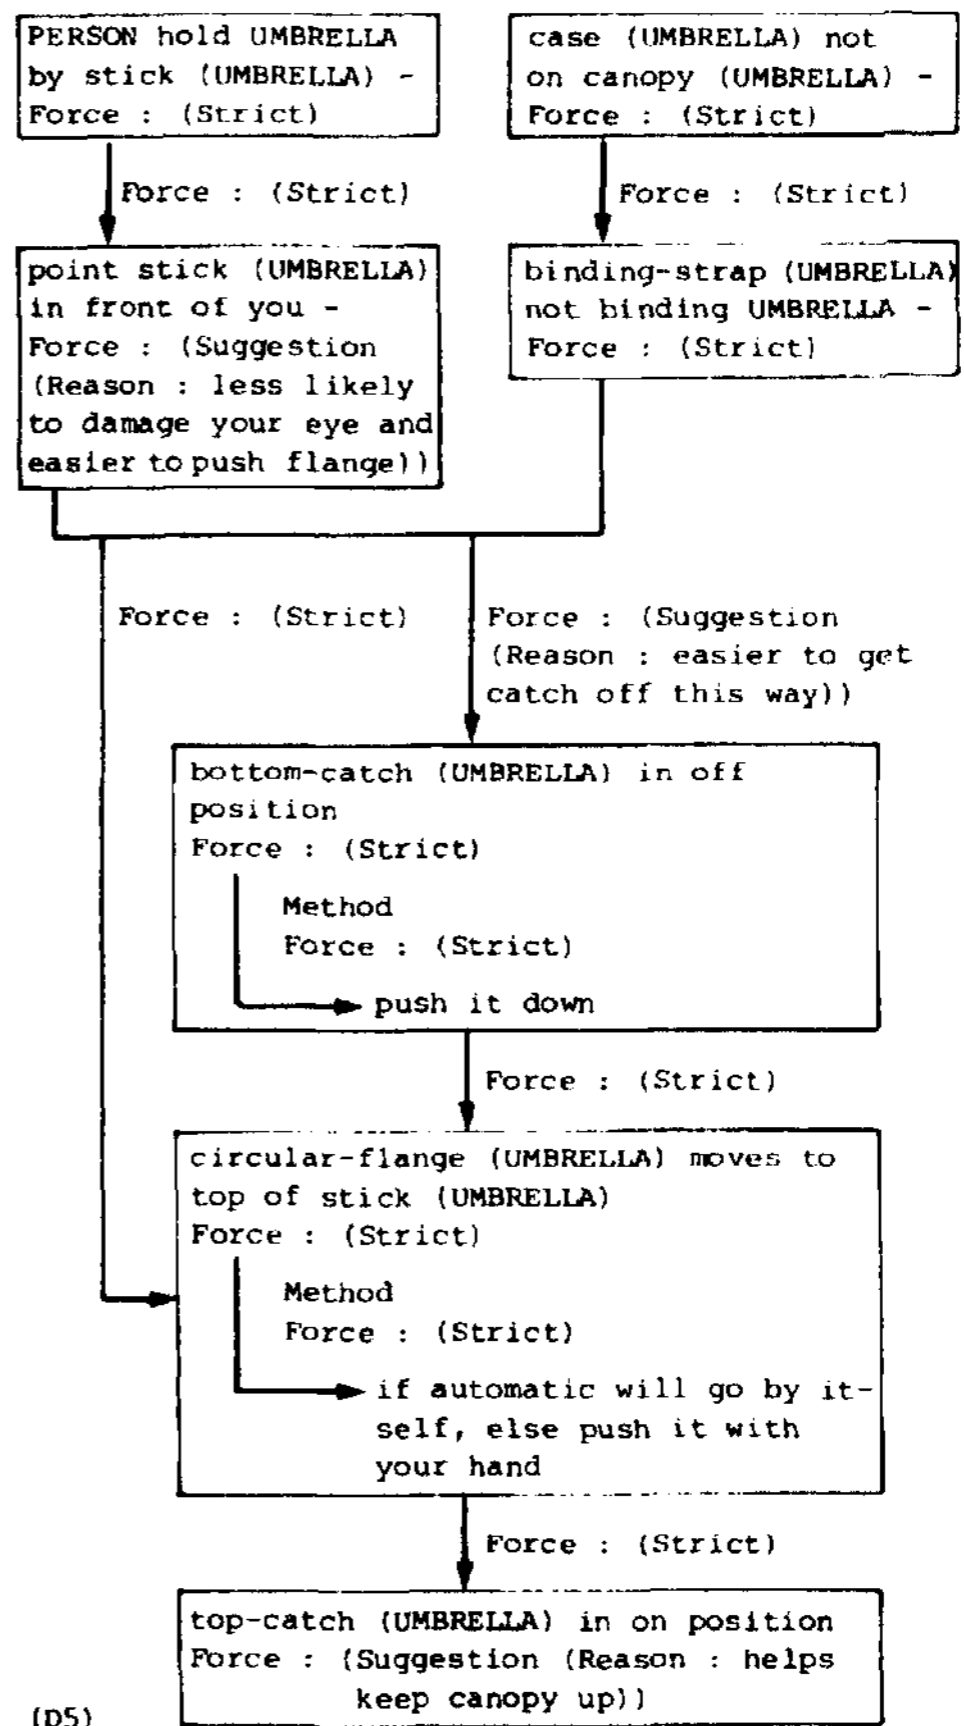 PERSON hold UMBRELLA
by stick (UMBRELLA) -
Force : (Strict)
case (UMBRELLA) not
on canopy (UMBRELLA) -
Force : (Strict)
Force : (Strict)
Force : (Strict)
point stick (UMBRELLA)
in front of you -
Force : (Suggestion
(Reason : less likely
to damage your eye and
easier to push flange))
binding-strap (UMBRELLA)
not binding UMBRELLA -
Force : (Strict)
Force : (Strict)
Force : (Suggestion
(Reason : easier to get
catch off this way))
bottom-catch (UMBRELLA) in off
position
Force : (Strict)
Method
Force : (Strict)
push it down
Force : (Strict)
circular-flange (UMBRELLA) moves to
top of stick (UMBRELLA)
Force : (Strict)
Method
Force : (Strict)
if automatic will go by it-
self, else push it with
your hand
Force : (Strict)
top-catch (UMBRELLA) in on position
Force : (Suggestion (Reason : helps
keep canopy up))
(D5)